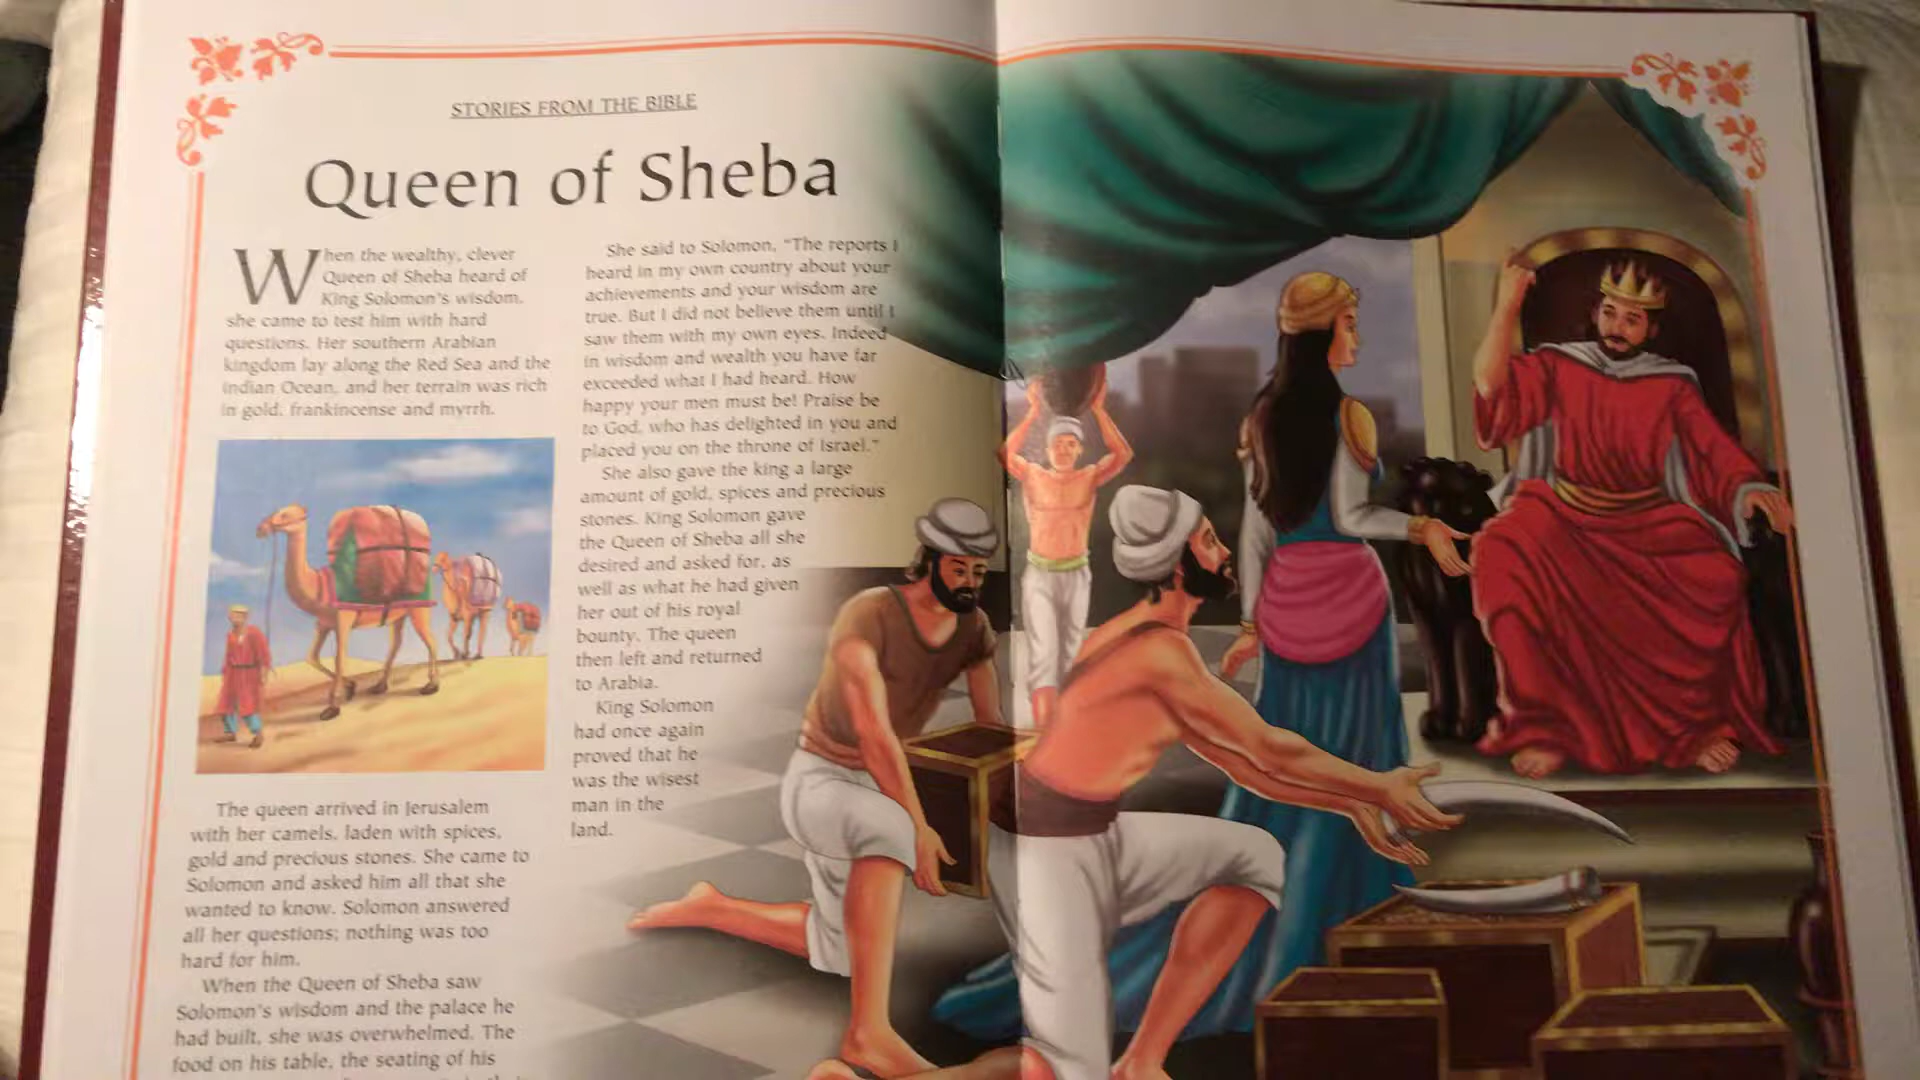 STORIES FROM THE BIBLE
Queen of Sheba
When the wealthy, clever
Queen of Sheba heard of
King Solomon's wisdom,
she came to test him with hard
questions. Her southern Arabian
kingdom lay along the Red Sea and the
Indian Ocean, and her terrain was rich
in gold, frankincense and myrrh.
The queen arrived in Jerusalem
with her camels, laden with spices,
gold and precious stones. She came to
Solomon and asked him all that she
wanted to know. Solomon answered
all her questions; nothing was too
hard for him.
When the Queen of Sheba saw
Solomon's wisdom and the palace he
had built, she was overwhelmed. The
food on his table, the seating of his
She said to Solomon, "The reports I
heard in my own country about your
achievements and your wisdom are
true. But I did not believe them until I
saw them with my own eyes. Indeed
in wisdom and wealth you have far
exceeded what I had heard. How
happy your men must be! Praise be
to God, who has delighted in you and
placed you on the throne of Israel."
She also gave the king a large
amount of gold, spices and precious
stones. King Solomon gave
the Queen of Sheba all she
desired and asked for, as
well as what he had given
her out of his royal
bounty. The queen
then left and returned
to Arabia.
King Solomon
had once again
proved that he
was the wisest
man in the
land.